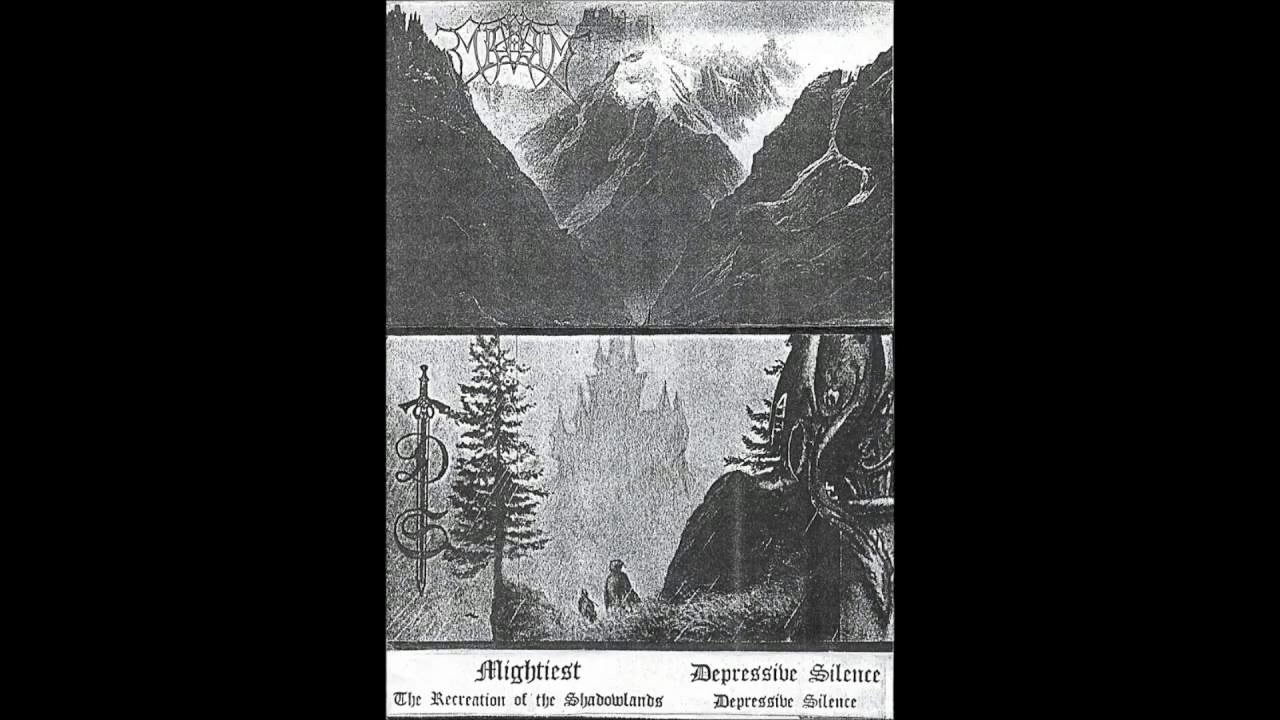 D
S
Mightiest
The Recreation of the Shadowlands
Depressive Silence
Depressive Silence